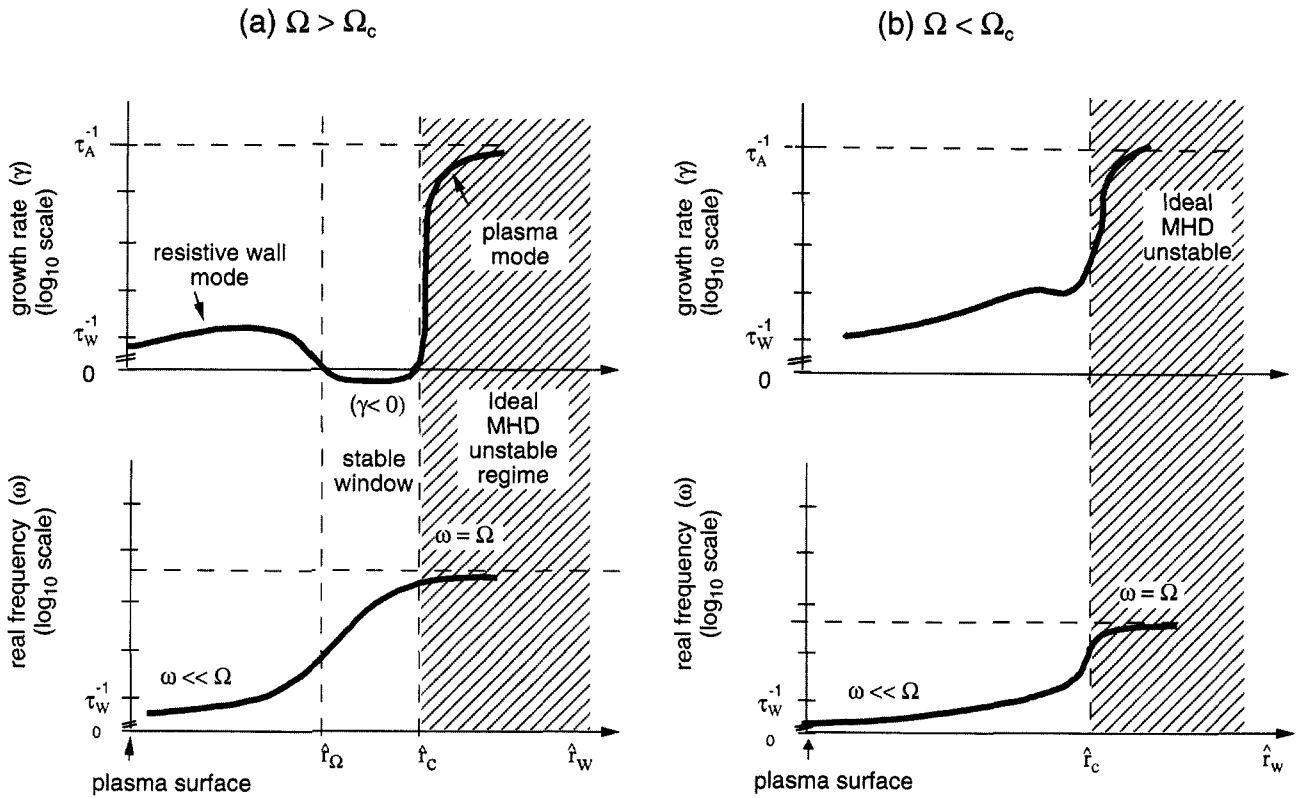 (a) Ω > Ωc
growth rate (γ)
(log10 scale)
τA^-1
resistive wall
mode
τW^-1
0
plasma
mode
(γ< 0)
Ideal
MHD
unstable
regime
stable
window
real frequency (ω)
(log10 scale)
ω = Ω
ω << Ω
τW^-1
0
r̂Ω
r̂c
r̂W
plasma surface
(b) Ω < Ωc
growth rate (γ)
(log10 scale)
τA^-1
Ideal
MHD
unstable
τW^-1
0
real frequency (ω)
(log10 scale)
ω = Ω
ω << Ω
τW^-1
0
r̂c
r̂W
plasma surface